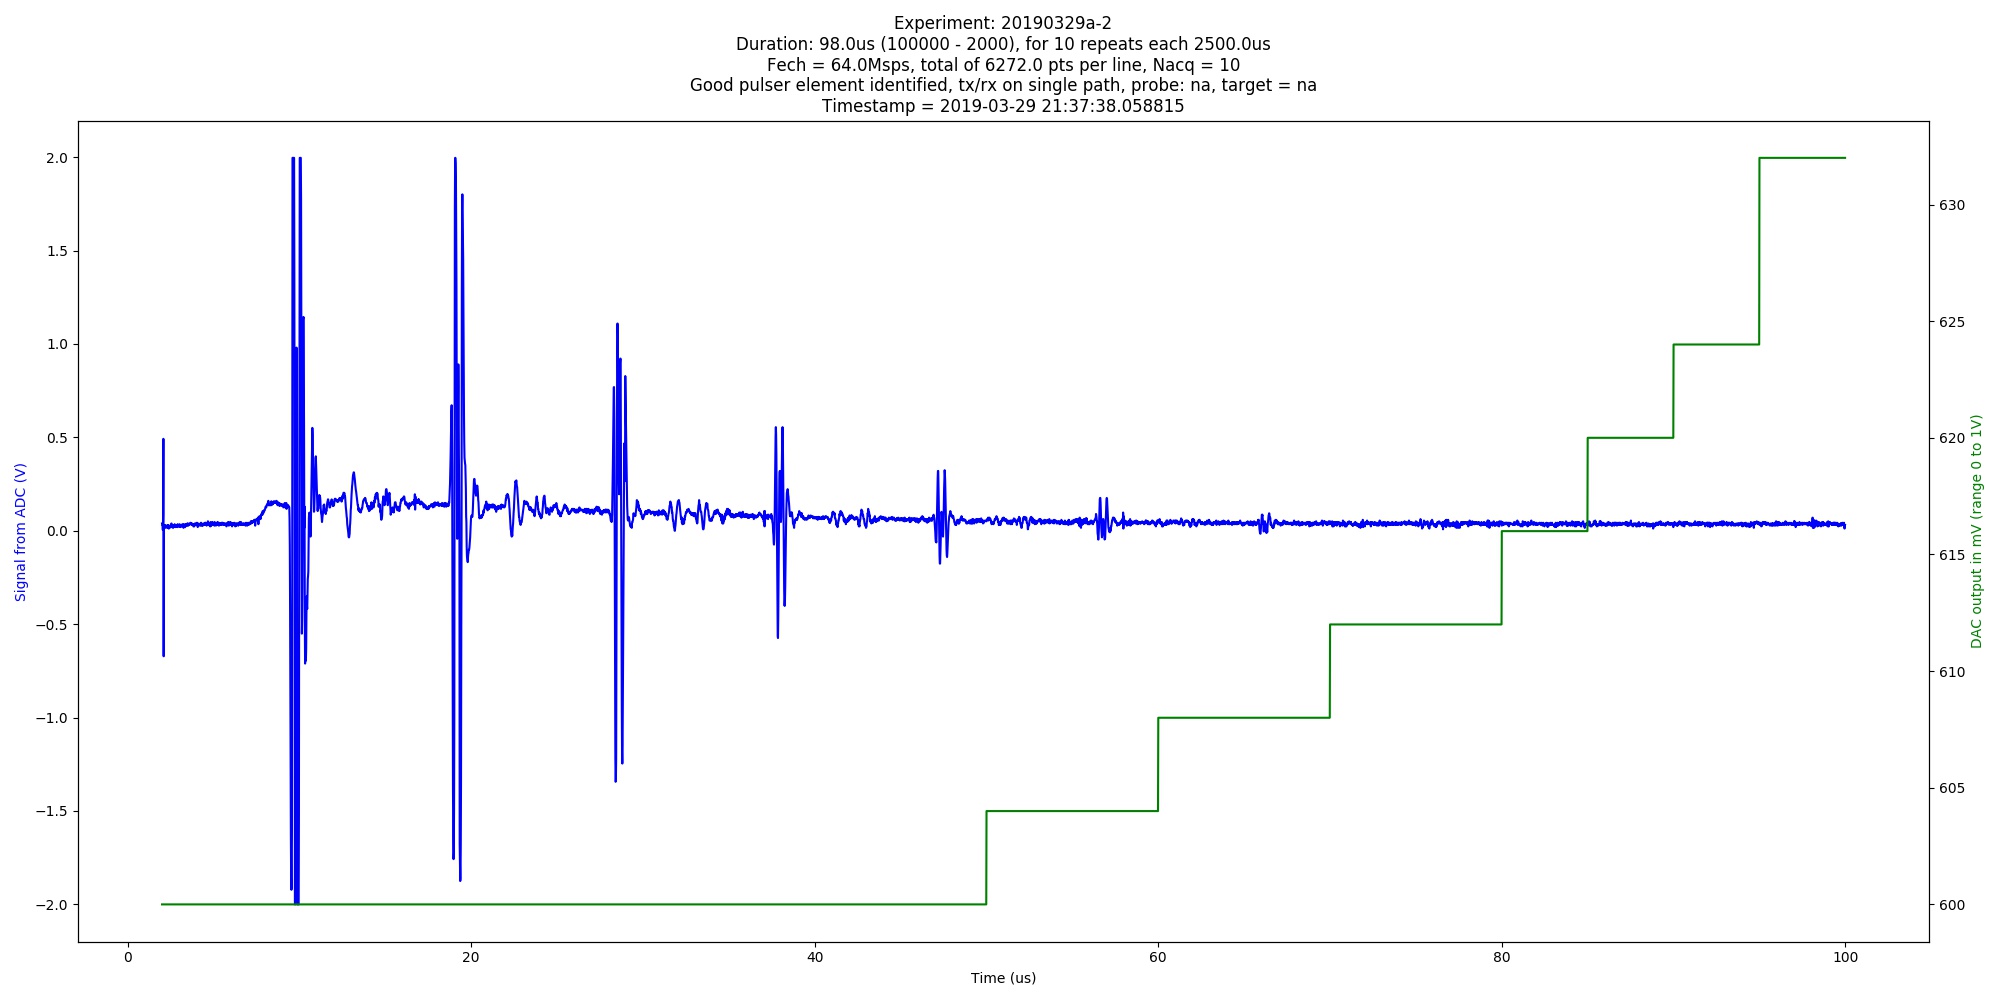 Experiment: 20190329a-2
Duration: 98.0us (100000 - 2000), for 10 repeats each 2500.0us
Fech = 64.0Msps, total of 6272.0 pts per line, Nacq = 10
Good pulser element identified, tx/rx on single path, probe: na, target = na
Timestamp = 2019-03-29 21:37:38.058815
Signal from ADC (V)
2.0
1.5
1.0
0.5
0.0
−0.5
−1.0
−1.5
−2.0
0
20
40
60
80
100
Time (us)
630
625
620
615
610
605
600
DAC output in mV (range 0 to 1V)